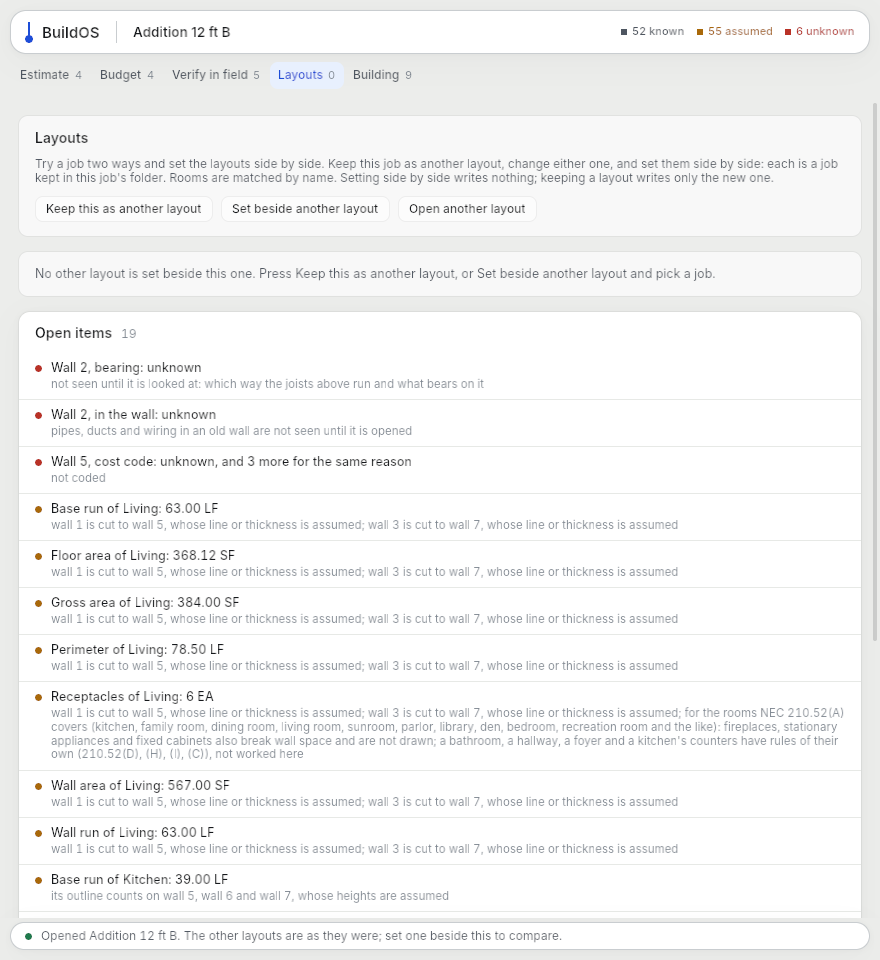 BuildOS
Addition 12 ft B
52 known
55 assumed
6 unknown
Estimate 4
Budget 4
Verify in field 5
Layouts 0
Building 9
Layouts
Try a job two ways and set the layouts side by side. Keep this job as another layout, change either one, and set them side by side: each is a job
kept in this job's folder. Rooms are matched by name. Setting side by side writes nothing; keeping a layout writes only the new one.
Keep this as another layout
Set beside another layout
Open another layout
No other layout is set beside this one. Press Keep this as another layout, or Set beside another layout and pick a job.
Open items 19
Wall 2, bearing: unknown
not seen until it is looked at: which way the joists above run and what bears on it
Wall 2, in the wall: unknown
pipes, ducts and wiring in an old wall are not seen until it is opened
Wall 5, cost code: unknown, and 3 more for the same reason
not coded
Base run of Living: 63.00 LF
wall 1 is cut to wall 5, whose line or thickness is assumed; wall 3 is cut to wall 7, whose line or thickness is assumed
Floor area of Living: 368.12 SF
wall 1 is cut to wall 5, whose line or thickness is assumed; wall 3 is cut to wall 7, whose line or thickness is assumed
Gross area of Living: 384.00 SF
wall 1 is cut to wall 5, whose line or thickness is assumed; wall 3 is cut to wall 7, whose line or thickness is assumed
Perimeter of Living: 78.50 LF
wall 1 is cut to wall 5, whose line or thickness is assumed; wall 3 is cut to wall 7, whose line or thickness is assumed
Receptacles of Living: 6 EA
wall 1 is cut to wall 5, whose line or thickness is assumed; wall 3 is cut to wall 7, whose line or thickness is assumed; for the rooms NEC 210.52(A)
covers (kitchen, family room, dining room, living room, sunroom, parlor, library, den, bedroom, recreation room and the like): fireplaces, stationary
appliances and fixed cabinets also break wall space and are not drawn; a bathroom, a hallway, a foyer and a kitchen's counters have rules of their
own (210.52(D), (H), (I), (C)), not worked here
Wall area of Living: 567.00 SF
wall 1 is cut to wall 5, whose line or thickness is assumed; wall 3 is cut to wall 7, whose line or thickness is assumed
Wall run of Living: 63.00 LF
wall 1 is cut to wall 5, whose line or thickness is assumed; wall 3 is cut to wall 7, whose line or thickness is assumed
Base run of Kitchen: 39.00 LF
its outline counts on wall 5, wall 6 and wall 7, whose heights are assumed
Opened Addition 12 ft B. The other layouts are as they were; set one beside this to compare.